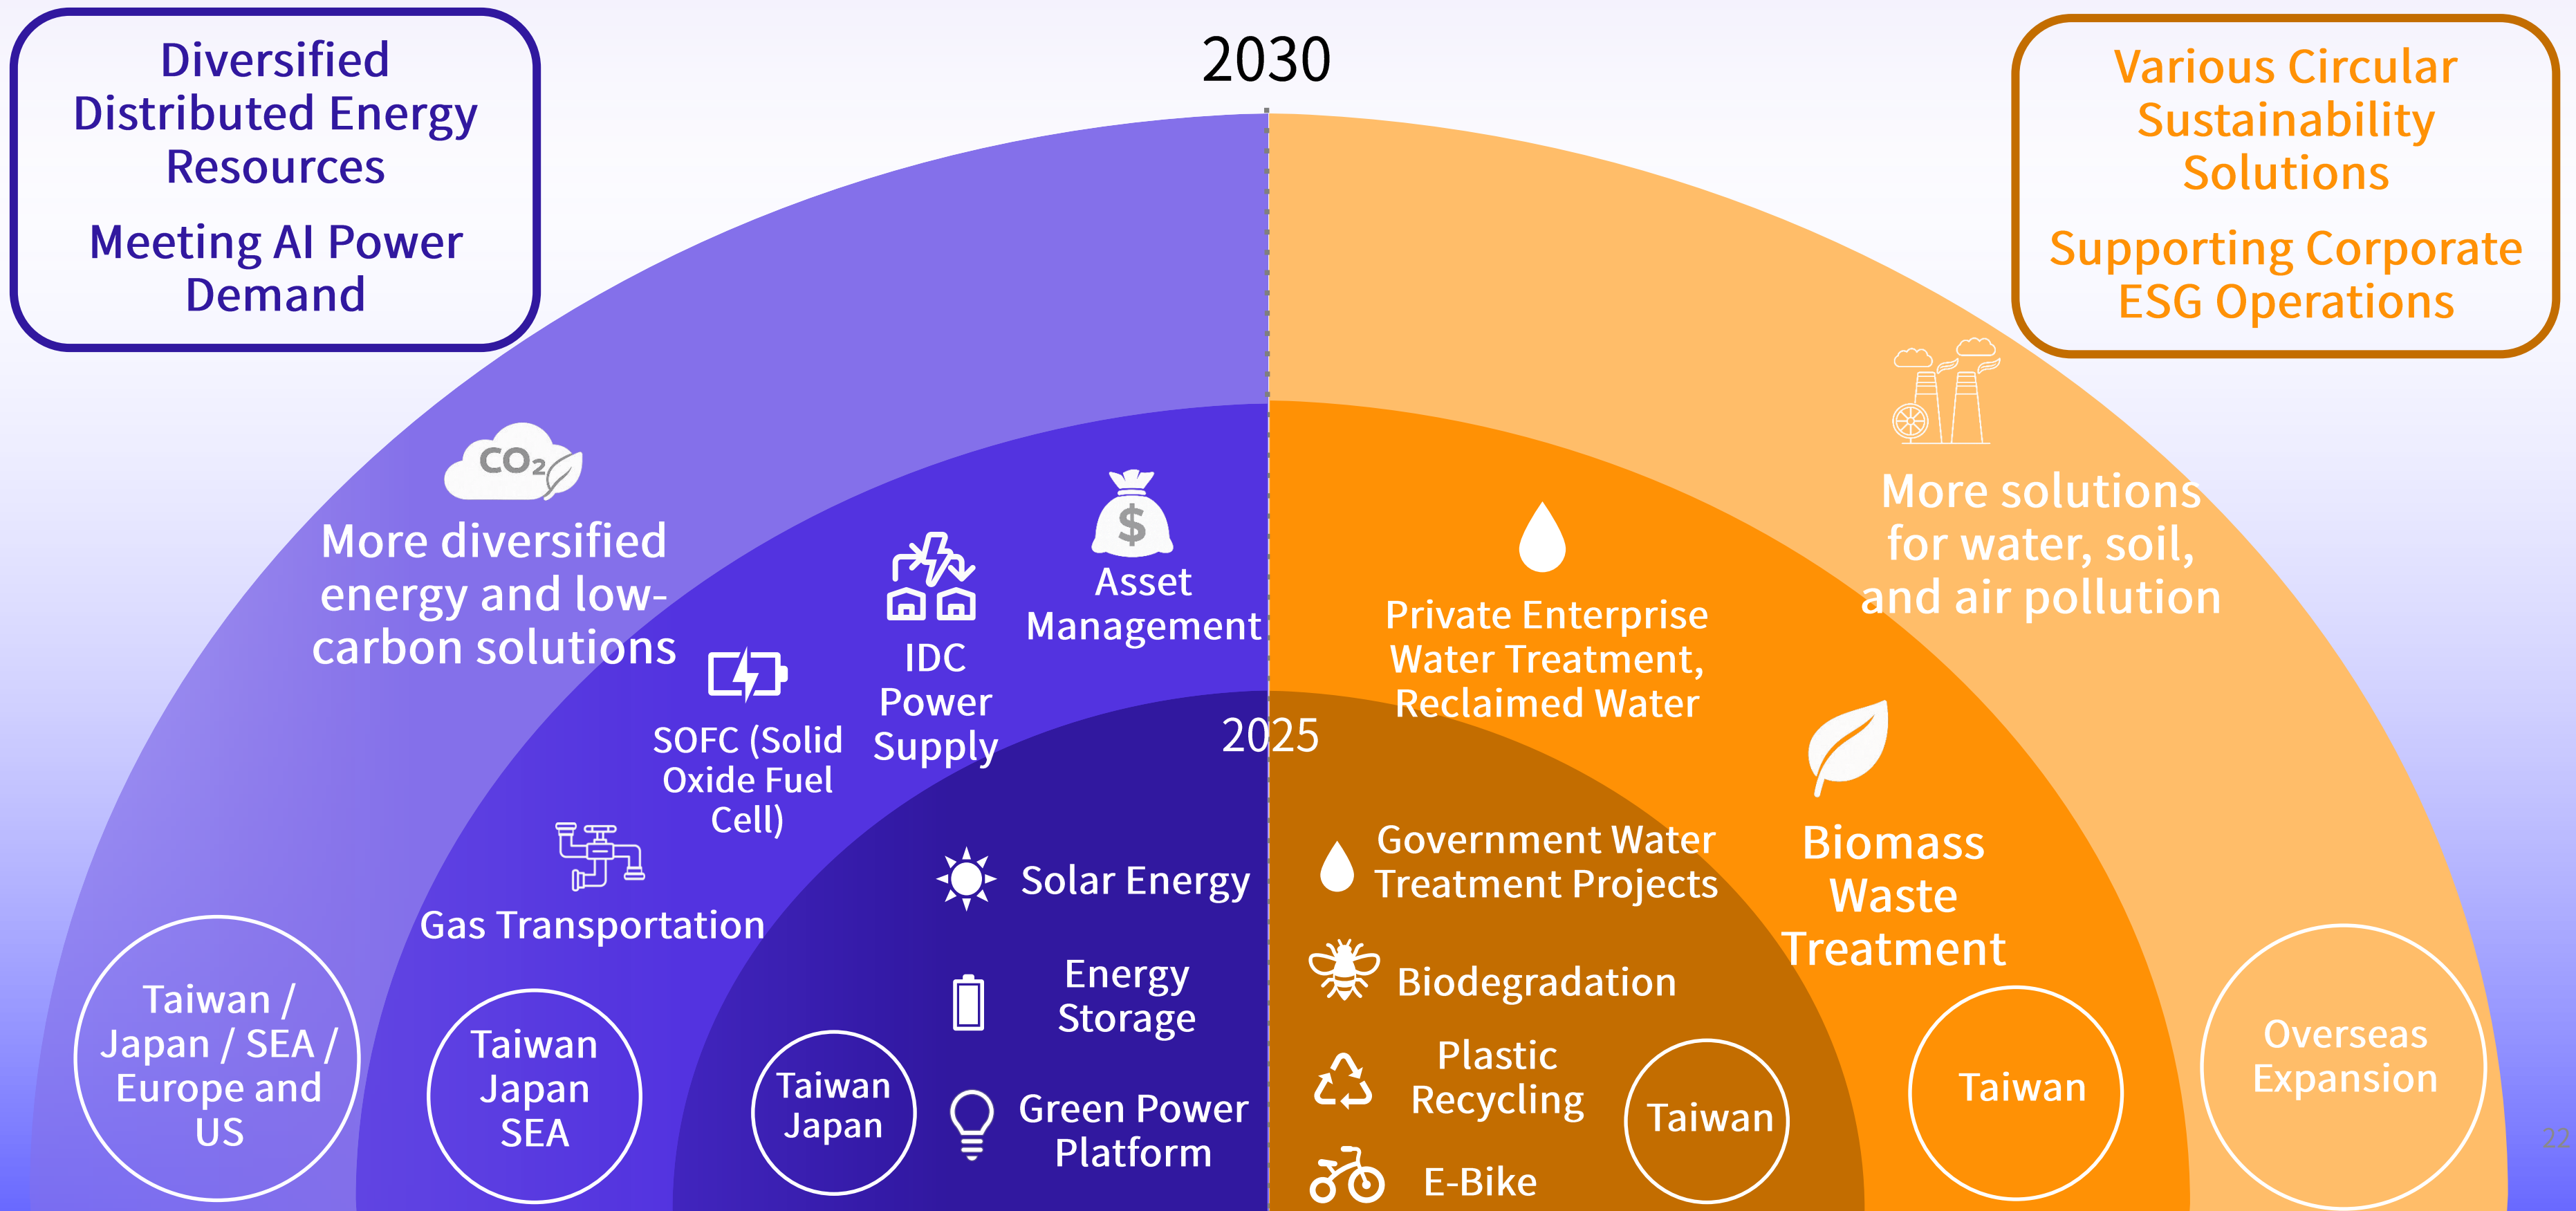 Diversified
Distributed Energy
Resources
Meeting AI Power
Demand
2030
Various Circular
Sustainability
Solutions
Supporting Corporate
ESG Operations
CO₂
More diversified
energy and low-
carbon solutions
$
Asset
Management
IDC
Power
Supply
SOFC (Solid
Oxide Fuel
Cell)
Gas Transportation
Taiwan /
Japan / SEA /
Europe and
US
Taiwan
Japan
SEA
Taiwan
Japan
2025
Solar Energy
Energy
Storage
Green Power
Platform
Private Enterprise
Water Treatment,
Reclaimed Water
More solutions
for water, soil,
and air pollution
Government Water
Treatment Projects
Biodegradation
Plastic
Recycling
E-Bike
Taiwan
Biomass
Waste
Treatment
Taiwan
Overseas
Expansion
22